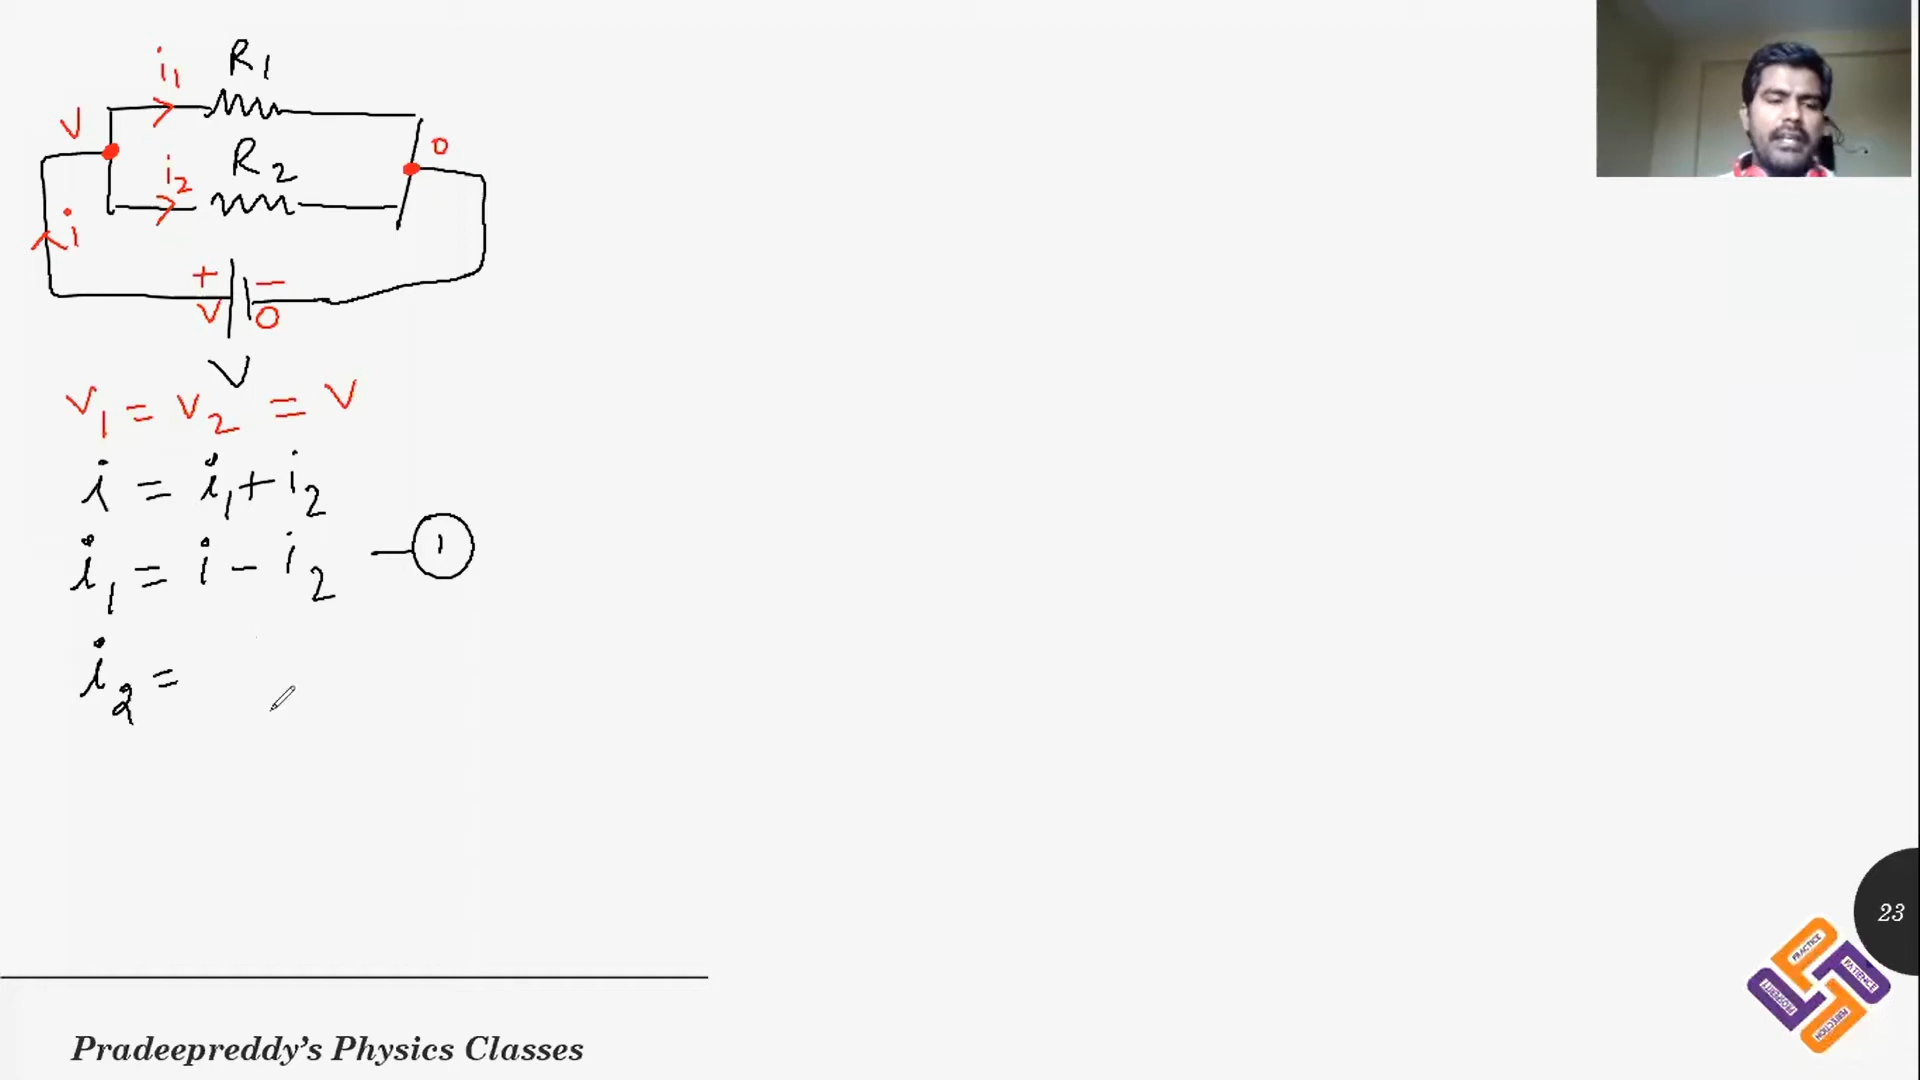 R1
i1
V
0
R2
i2
i
+
−
V
0
V
V1 = V2 = V
i = i1 + i2
i1 = i − i2 — 1
i2 =
23
PRACTICE
PATIENCE
PERFECTION
Pradeepreddy's Physics Classes